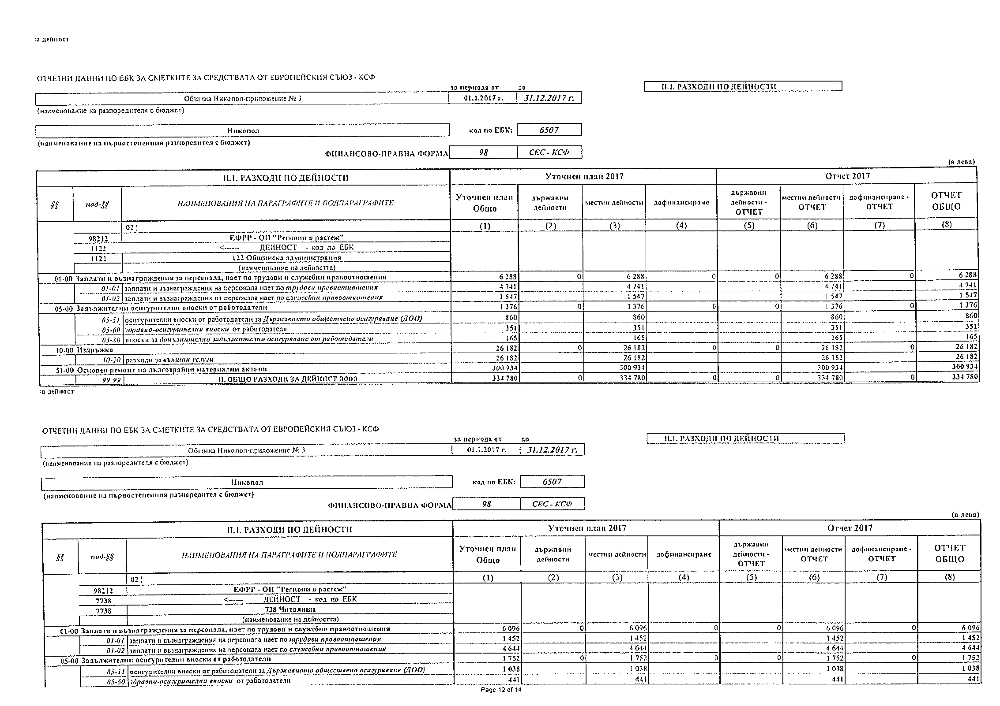 за дейност
ОТЧЕТНИ ДАННИ ПО ЕБК ЗА СМЕТКИТЕ ЗА СРЕДСТВАТА ОТ ЕВРОПЕЙСКИЯ СЪЮЗ - КСФ
за периода от до II.1. РАЗХОДИ ПО ДЕЙНОСТИ
Община Никопол-приложение № 3 01.1.2017 г. 31.12.2017 г.
(наименование на разпоредителя с бюджет)
Никопол код по ЕБК: 6507
(наименование на първостепенния разпоредител с бюджет)
ФИНАНСОВО-ПРАВНА ФОРМА 98 СЕС - КСФ
(в лева)
II.1. РАЗХОДИ ПО ДЕЙНОСТИ Уточнен план 2017 Отчет 2017
§§ под-§§ НАИМЕНОВАНИЯ НА ПАРАГРАФИТЕ И ПОДПАРАГРАФИТЕ Уточнен план Общо държавни дейности местни дейности дофинансиране държавни дейности - ОТЧЕТ местни дейности ОТЧЕТ дофинансиране - ОТЧЕТ ОТЧЕТ ОБЩО
02 ¦ (1) (2) (3) (4) (5) (6) (7) (8)
98212 ЕФРР - ОП "Региони в растеж"
1122 <------ ДЕЙНОСТ - код по ЕБК
1122 122 Общинска администрация
(наименование на дейността)
01-00 Заплати и възнаграждения за персонала, нает по трудови и служебни правоотношения 6 288 0 6 288 0 0 6 288 0 6 288
01-01 заплати и възнаграждения на персонала нает по трудови правоотношения 4 741 4 741 4 741 4 741
01-02 заплати и възнаграждения на персонала нает по служебни правоотношения 1 547 1 547 1 547 1 547
05-00 Задължителни осигурителни вноски от работодатели 1 376 0 1 376 0 0 1 376 0 1 376
05-51 осигурителни вноски от работодатели за Държавното обществено осигуряване (ДОО) 860 860 860 860
05-60 здравно-осигурителни вноски от работодатели 351 351 351 351
05-80 вноски за допълнително задължително осигуряване от работодатели 165 165 165 165
10-00 Издръжка 26 182 0 26 182 0 0 26 182 0 26 182
10-20 разходи за външни услуги 26 182 26 182 26 182 26 182
51-00 Основен ремонт на дълготрайни материални активи 300 934 300 934 300 934 300 934
99-99 II. ОБЩО РАЗХОДИ ЗА ДЕЙНОСТ 0000 334 780 0 334 780 0 0 334 780 0 334 780
за дейност
ОТЧЕТНИ ДАННИ ПО ЕБК ЗА СМЕТКИТЕ ЗА СРЕДСТВАТА ОТ ЕВРОПЕЙСКИЯ СЪЮЗ - КСФ
за периода от до II.1. РАЗХОДИ ПО ДЕЙНОСТИ
Община Никопол-приложение № 3 01.1.2017 г. 31.12.2017 г.
(наименование на разпоредителя с бюджет)
Никопол код по ЕБК: 6507
(наименование на първостепенния разпоредител с бюджет)
ФИНАНСОВО-ПРАВНА ФОРМА 98 СЕС - КСФ
(в лева)
II.1. РАЗХОДИ ПО ДЕЙНОСТИ Уточнен план 2017 Отчет 2017
§§ под-§§ НАИМЕНОВАНИЯ НА ПАРАГРАФИТЕ И ПОДПАРАГРАФИТЕ Уточнен план Общо държавни дейности местни дейности дофинансиране държавни дейности - ОТЧЕТ местни дейности ОТЧЕТ дофинансиране - ОТЧЕТ ОТЧЕТ ОБЩО
02 ¦ (1) (2) (3) (4) (5) (6) (7) (8)
98212 ЕФРР - ОП "Региони в растеж"
7738 <----- ДЕЙНОСТ - код по ЕБК
7738 738 Читалища
(наименование на дейността)
01-00 Заплати и възнаграждения за персонала, нает по трудови и служебни правоотношения 6 096 0 6 096 0 0 6 096 0 6 096
01-01 заплати и възнаграждения на персонала нает по трудови правоотношения 1 452 1 452 1 452 1 452
01-02 заплати и възнаграждения на персонала нает по служебни правоотношения 4 644 4 644 4 644 4 644
05-00 Задължителни осигурителни вноски от работодатели 1 752 0 1 752 0 0 1 752 0 1 752
05-51 осигурителни вноски от работодатели за Държавното обществено осигуряване (ДОО) 1 038 1 038 1 038 1 038
05-60 здравно-осигурителни вноски от работодатели 441 441 441 441
Page 12 of 14